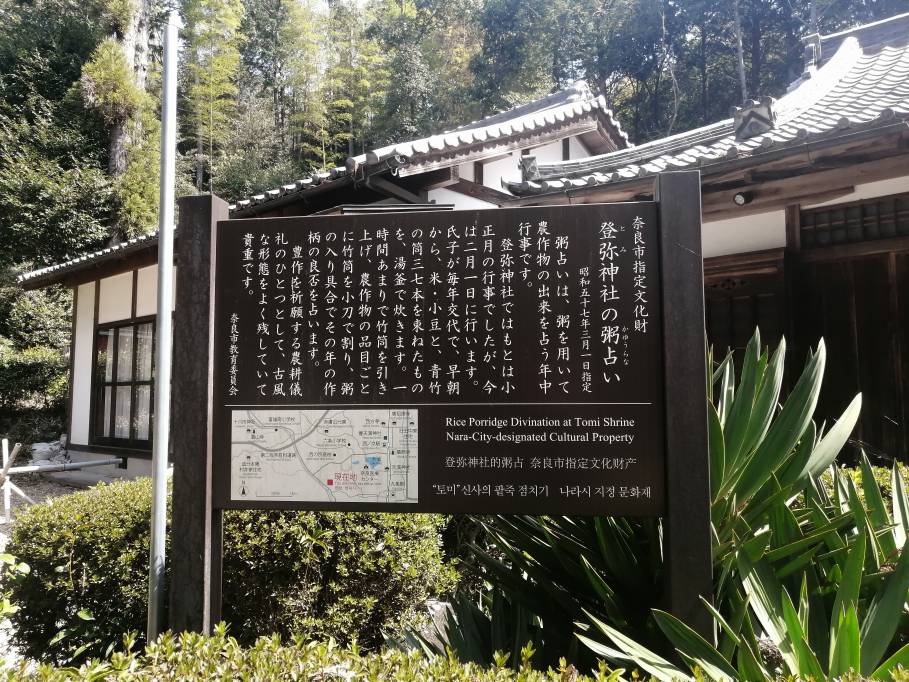 奈良市指定文化財
登弥神社の粥占い
とみ
かゆうらな
昭和五十七年三月一日指定
粥占いは、粥を用いて
農作物の出来を占う年中
行事です。
登弥神社ではもとは小
正月の行事でしたが、今
は二月一日に行います。
氏子が毎年交代で、早朝
から、米・小豆と、青竹
の筒三七本を束ねたもの
を、湯釜で炊きます。一
時間あまりで竹筒を引き
上げ、農作物の品目ごと
に竹筒を小刀で割り、粥
の入り具合でその年の作
柄の良否を占います。
豊作を祈願する農耕儀
礼のひとつとして、古風
な形態をよく残していて
貴重です。
奈良市教育委員会
現在地
Rice Porridge Divination at Tomi Shrine
Nara-City-designated Cultural Property
登弥神社的粥占 奈良市指定文化财产
"토미"신사의 팥죽 점치기 나라시 지정 문화재